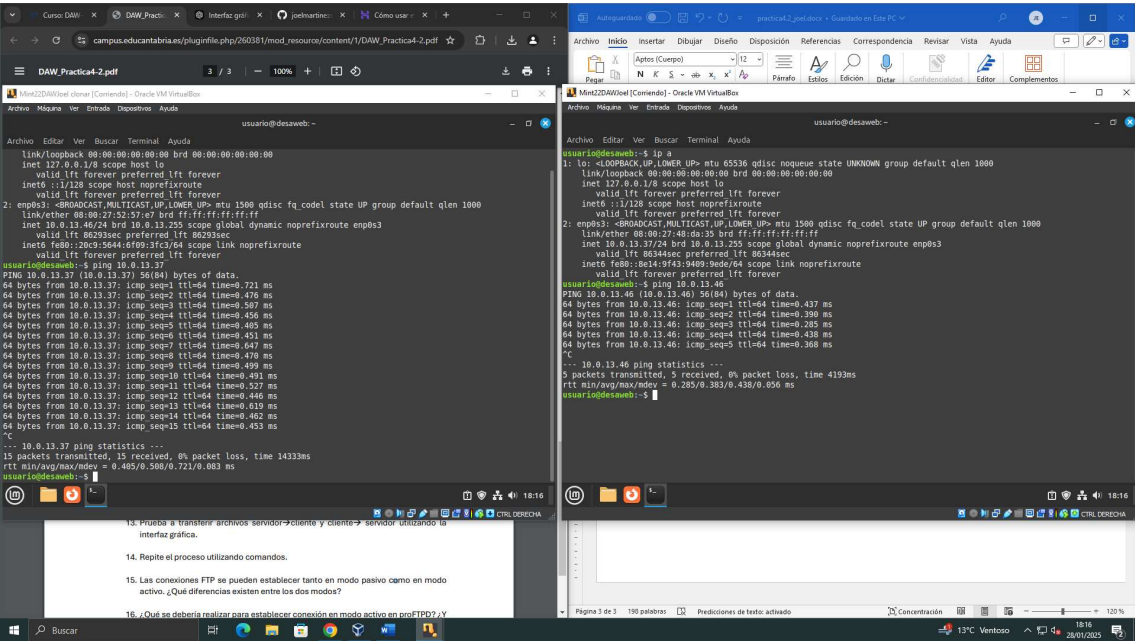 Curso: DAW-
DAW_Practic
Interfaz gráfi
joelmartinez
Cómo usar
campus.educantabria.es/pluginfile.php/260381/mod_resource/content/1/DAW_Practica4-2.pdf
DAW_Practica4-2.pdf
3 / 3
100%
Mint22DAWJoel clonar [Corriendo] - Oracle VM VirtualBox
Archivo Máquina Ver Entrada Dispositivos Ayuda
usuario@desaweb: ~
Archivo Editar Ver Buscar Terminal Ayuda
link/loopback 00:00:00:00:00:00 brd 00:00:00:00:00:00
inet 127.0.0.1/8 scope host lo
valid_lft forever preferred_lft forever
inet6 ::1/128 scope host noprefixroute
valid_lft forever preferred_lft forever
2: enp0s3: <BROADCAST,MULTICAST,UP,LOWER_UP> mtu 1500 qdisc fq_codel state UP group default qlen 1000
link/ether 08:00:27:52:57:e7 brd ff:ff:ff:ff:ff:ff
inet 10.0.13.46/24 brd 10.0.13.255 scope global dynamic noprefixroute enp0s3
valid_lft 86293sec preferred_lft 86293sec
inet6 fe80::20c9:5644:6f09:3fc3/64 scope link noprefixroute
valid_lft forever preferred_lft forever
usuario@desaweb:~$ ping 10.0.13.37
PING 10.0.13.37 (10.0.13.37) 56(84) bytes of data.
64 bytes from 10.0.13.37: icmp_seq=1 ttl=64 time=0.721 ms
64 bytes from 10.0.13.37: icmp_seq=2 ttl=64 time=0.476 ms
64 bytes from 10.0.13.37: icmp_seq=3 ttl=64 time=0.507 ms
64 bytes from 10.0.13.37: icmp_seq=4 ttl=64 time=0.456 ms
64 bytes from 10.0.13.37: icmp_seq=5 ttl=64 time=0.405 ms
64 bytes from 10.0.13.37: icmp_seq=6 ttl=64 time=0.451 ms
64 bytes from 10.0.13.37: icmp_seq=7 ttl=64 time=0.647 ms
64 bytes from 10.0.13.37: icmp_seq=8 ttl=64 time=0.470 ms
64 bytes from 10.0.13.37: icmp_seq=9 ttl=64 time=0.499 ms
64 bytes from 10.0.13.37: icmp_seq=10 ttl=64 time=0.491 ms
64 bytes from 10.0.13.37: icmp_seq=11 ttl=64 time=0.527 ms
64 bytes from 10.0.13.37: icmp_seq=12 ttl=64 time=0.446 ms
64 bytes from 10.0.13.37: icmp_seq=13 ttl=64 time=0.619 ms
64 bytes from 10.0.13.37: icmp_seq=14 ttl=64 time=0.462 ms
64 bytes from 10.0.13.37: icmp_seq=15 ttl=64 time=0.453 ms
^C
--- 10.0.13.37 ping statistics ---
15 packets transmitted, 15 received, 0% packet loss, time 14333ms
rtt min/avg/max/mdev = 0.405/0.508/0.721/0.083 ms
usuario@desaweb:~$
18:16
CTRL DERECHA
13. Prueba a transferir archivos servidor→cliente y cliente→ servidor utilizando la
interfaz gráfica.
14. Repite el proceso utilizando comandos.
15. Las conexiones FTP se pueden establecer tanto en modo pasivo como en modo
activo. ¿Qué diferencias existen entre los dos modos?
16. ¿Qué se debería realizar para establecer conexión en modo activo en proFTPD? ¿Y
Autoguardado
practica4.2_joel.docx • Guardado en Este PC
Archivo Inicio Insertar Dibujar Diseño Disposición Referencias Correspondencia Revisar Vista Ayuda
Aptos (Cuerpo) 12
N K S ab x, x²
Pegar Párrafo Estilos Edición Dictar Confidencialidad Editor Complementos
Mint22DAWJoel [Corriendo] - Oracle VM VirtualBox
Archivo Máquina Ver Entrada Dispositivos Ayuda
usuario@desaweb: ~
Archivo Editar Ver Buscar Terminal Ayuda
usuario@desaweb:~$ ip a
1: lo: <LOOPBACK,UP,LOWER_UP> mtu 65536 qdisc noqueue state UNKNOWN group default qlen 1000
link/loopback 00:00:00:00:00:00 brd 00:00:00:00:00:00
inet 127.0.0.1/8 scope host lo
valid_lft forever preferred_lft forever
inet6 ::1/128 scope host noprefixroute
valid_lft forever preferred_lft forever
2: enp0s3: <BROADCAST,MULTICAST,UP,LOWER_UP> mtu 1500 qdisc fq_codel state UP group default qlen 1000
link/ether 08:00:27:48:da:35 brd ff:ff:ff:ff:ff:ff
inet 10.0.13.37/24 brd 10.0.13.255 scope global dynamic noprefixroute enp0s3
valid_lft 86344sec preferred_lft 86344sec
inet6 fe80::8e14:9f43:9409:9ede/64 scope link noprefixroute
valid_lft forever preferred_lft forever
usuario@desaweb:~$ ping 10.0.13.46
PING 10.0.13.46 (10.0.13.46) 56(84) bytes of data.
64 bytes from 10.0.13.46: icmp_seq=1 ttl=64 time=0.437 ms
64 bytes from 10.0.13.46: icmp_seq=2 ttl=64 time=0.390 ms
64 bytes from 10.0.13.46: icmp_seq=3 ttl=64 time=0.285 ms
64 bytes from 10.0.13.46: icmp_seq=4 ttl=64 time=0.438 ms
64 bytes from 10.0.13.46: icmp_seq=5 ttl=64 time=0.368 ms
^C
--- 10.0.13.46 ping statistics ---
5 packets transmitted, 5 received, 0% packet loss, time 4193ms
rtt min/avg/max/mdev = 0.285/0.383/0.438/0.056 ms
usuario@desaweb:~$
18:16
CTRL DERECHA
Página 3 de 3 198 palabras Predicciones de texto: activado Concentración 120 %
Buscar
13°C Ventoso
18:16
28/01/2025